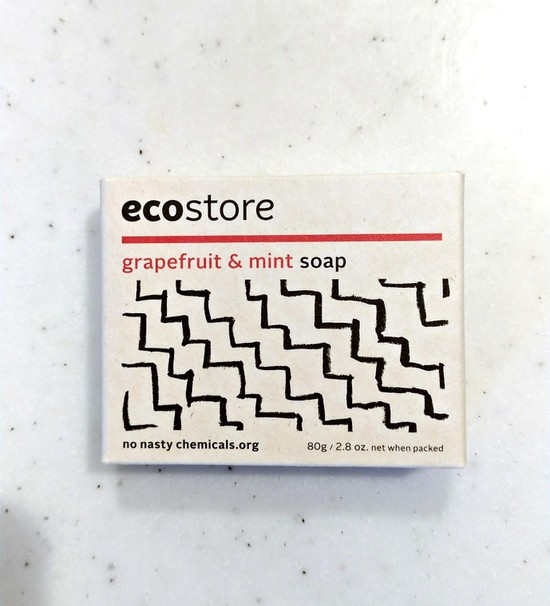 ecostore
grapefruit & mint soap
no nasty chemicals.org
80g / 2.8 oz. net when packed